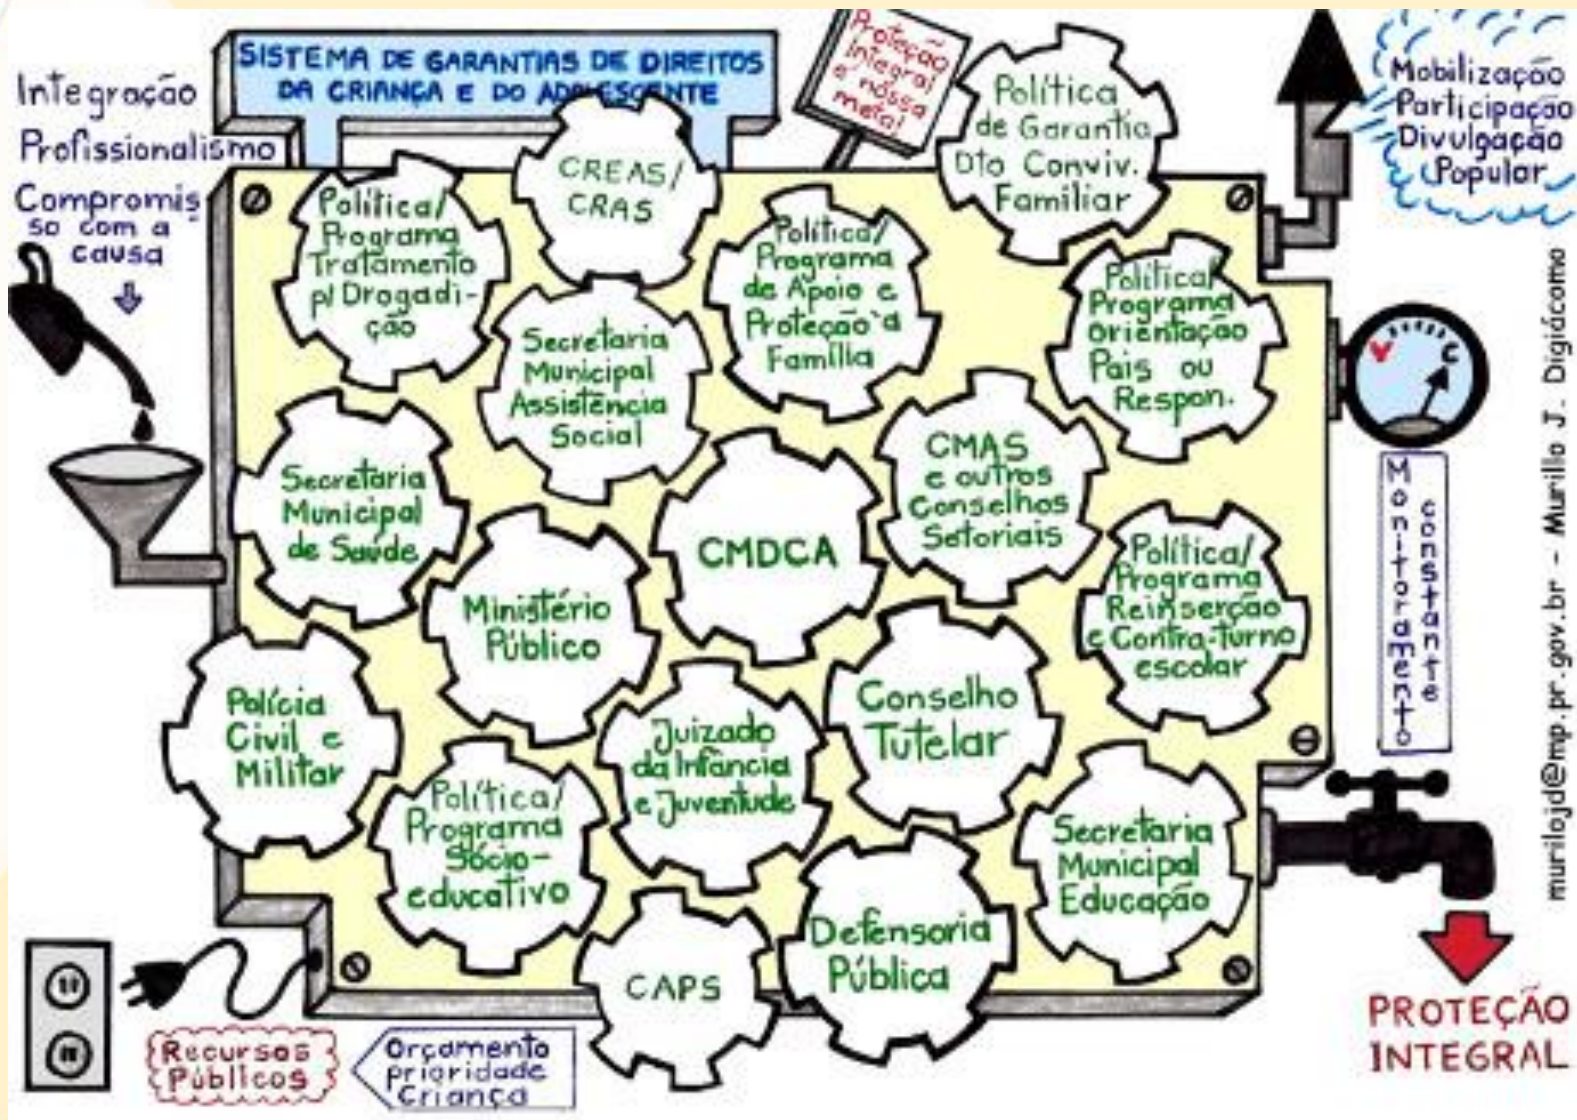 SISTEMA DE GARANTIAS DE DIREITOS
DA CRIANÇA E DO ADOLESCENTE
Proteção
Integral
é nossa
meta!
Política
de Garantia
Dto Conviv.
Familiar
Mobilização
Participação
Divulgação
Popular
Integração
Profissionalismo
Compromis
so com a
causa
CREAS/
CRAS
Política/
Programa
Tratamento
p/ Drogadi-
ção
Política/
Programa
de Apoio e
Proteção à
Família
Política/
Programa
Orientação
Pais ou
Respon.
Secretaria
Municipal
Assistência
Social
CMAS
e outros
Conselhos
Setoriais
Secretaria
Municipal
de Saúde
CMDCA
Política/
Programa
Reinserção
e Contra-turno
escolar
Ministério
Público
Conselho
Tutelar
Polícia
Civil e
Militar
Juizado
da Infância
e Juventude
Política/
Programa
Sócio-
educativo
Secretaria
Municipal
Educação
Defensoria
Pública
CAPS
V
C
Monitoramento
constante
murilojd@mp.pr.gov.br - Murillo J. Digiácomo
Recursos
Públicos
Orçamento
prioridade
Criança
PROTEÇÃO
INTEGRAL